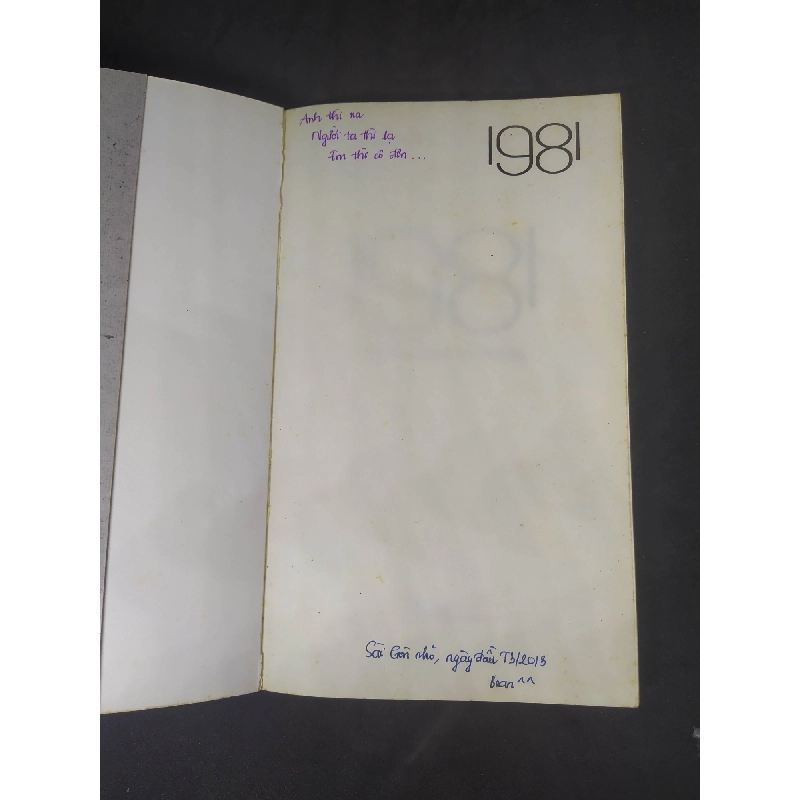 Anh thì xa
Người ta thì lạ
Em thì cô đơn...
1981
Sài Gòn nhỏ, ngày đầu T3/2013
bean^^